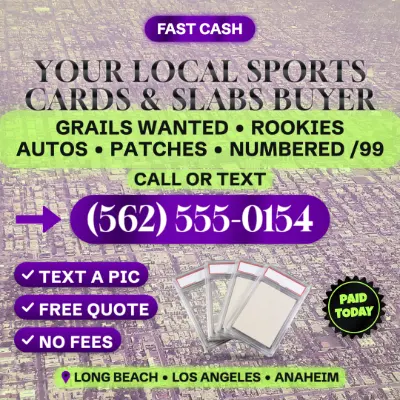 FAST CASH
YOUR LOCAL SPORTS
CARDS & SLABS BUYER
GRAILS WANTED • ROOKIES
AUTOS • PATCHES • NUMBERED /99
CALL OR TEXT
(562) 555-0154
✓ TEXT A PIC
✓ FREE QUOTE
✓ NO FEES
PAID
TODAY
LONG BEACH • LOS ANGELES • ANAHEIM